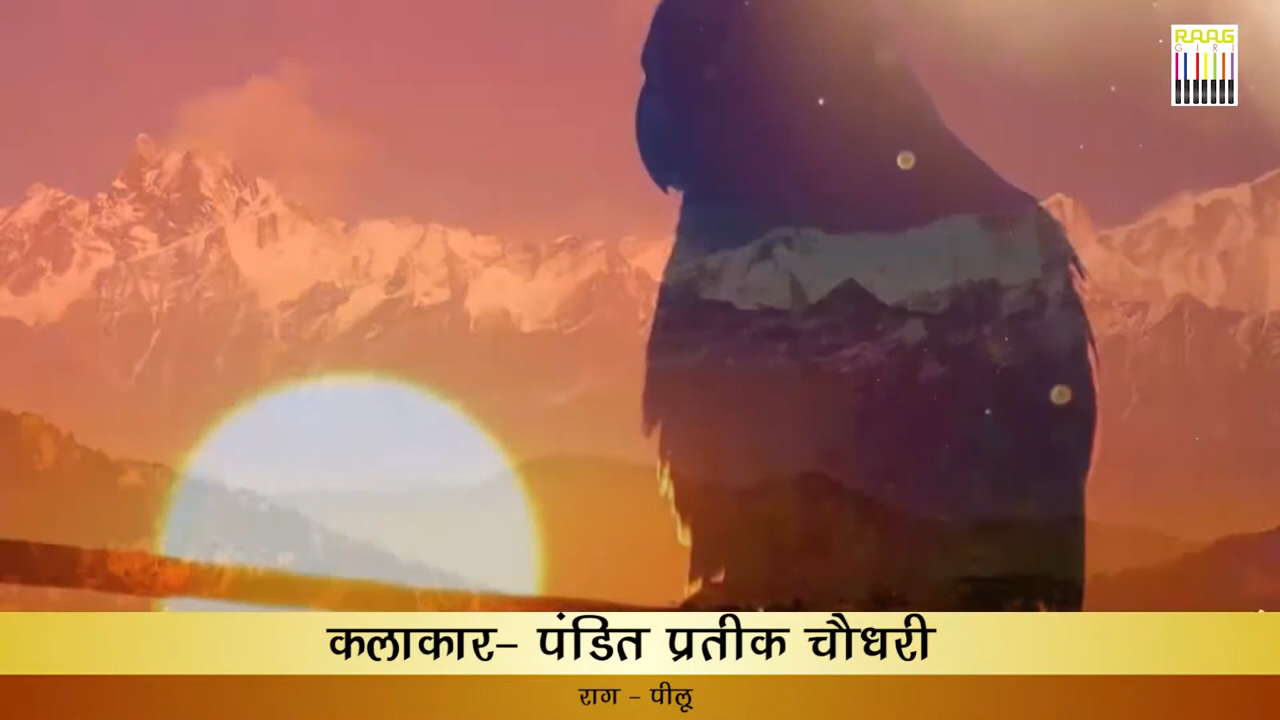 RAAG
GIRI
कलाकार– पंडित प्रतीक चौधरी
राग – पीलू